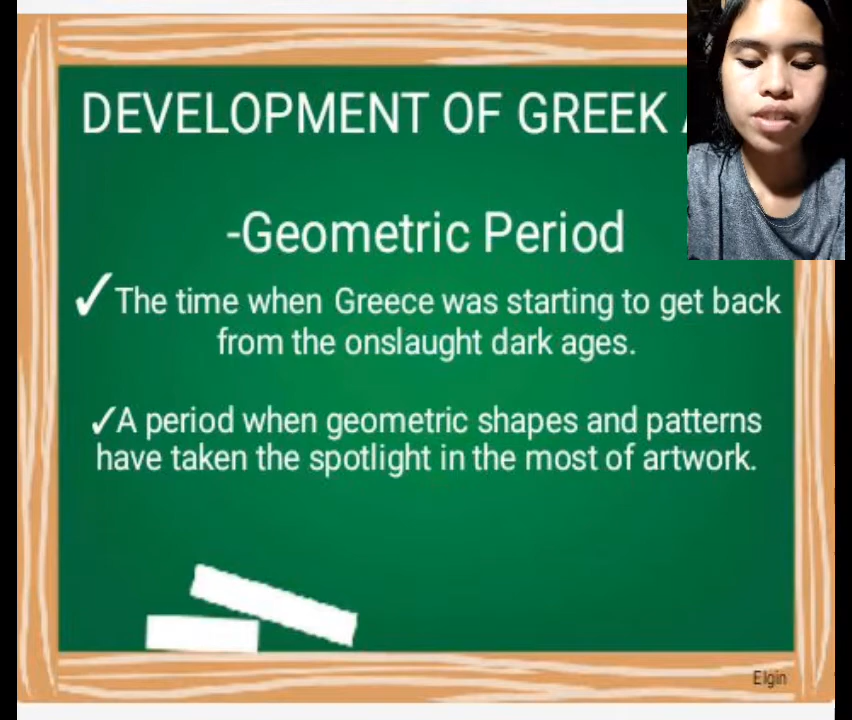 DEVELOPMENT OF GREEK
-Geometric Period
✓The time when Greece was starting to get back
from the onslaught dark ages.
✓A period when geometric shapes and patterns
have taken the spotlight in the most of artwork.
Elgin